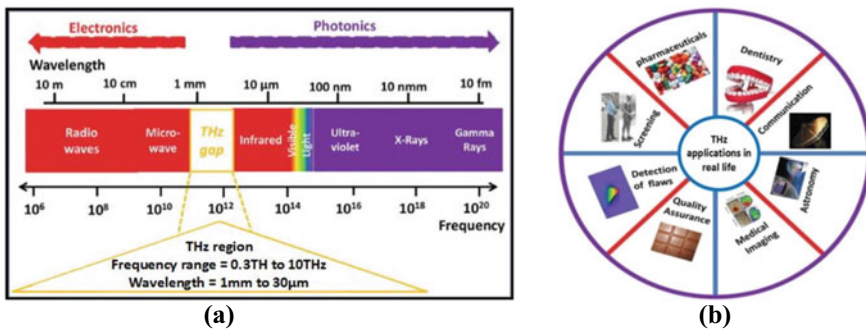 Electronics
Photonics
Wavelength
10 m
10 cm
1 mm
10 µm
100 nm
10 nmm
10 fm
Radio
waves
Micro-
wave
THz
gap
Infrared
Visible
Light
Ultra-
violet
X-Rays
Gamma
Rays
10⁶
10⁸
10¹⁰
10¹²
10¹⁴
10¹⁶
10¹⁸
10²⁰
Frequency
THz region
Frequency range = 0.3TH to 10THz
Wavelength = 1mm to 30µm
(a)
pharmaceuticals
Dentistry
Communication
Astronomy
Medical
Imaging
Quality
Assurance
Detection
of flaws
Screening
THz
applications in
real life
(b)